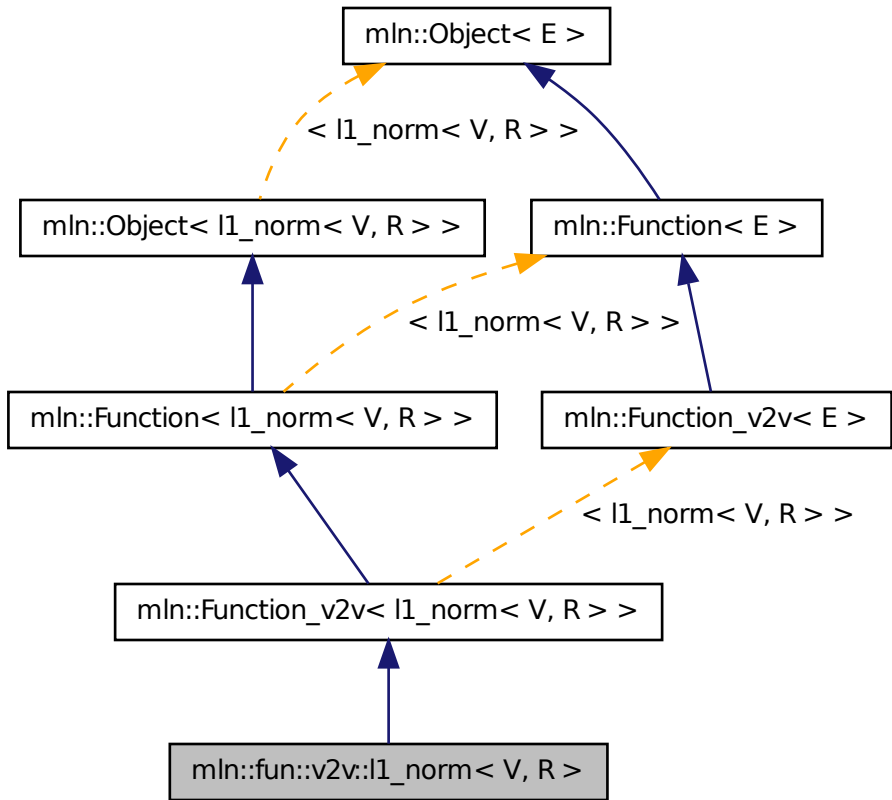 mln::Object< E >
< l1_norm< V, R > >
mln::Object< l1_norm< V, R > >
mln::Function< E >
< l1_norm< V, R > >
mln::Function< l1_norm< V, R > >
mln::Function_v2v< E >
< l1_norm< V, R > >
mln::Function_v2v< l1_norm< V, R > >
mln::fun::v2v::l1_norm< V, R >